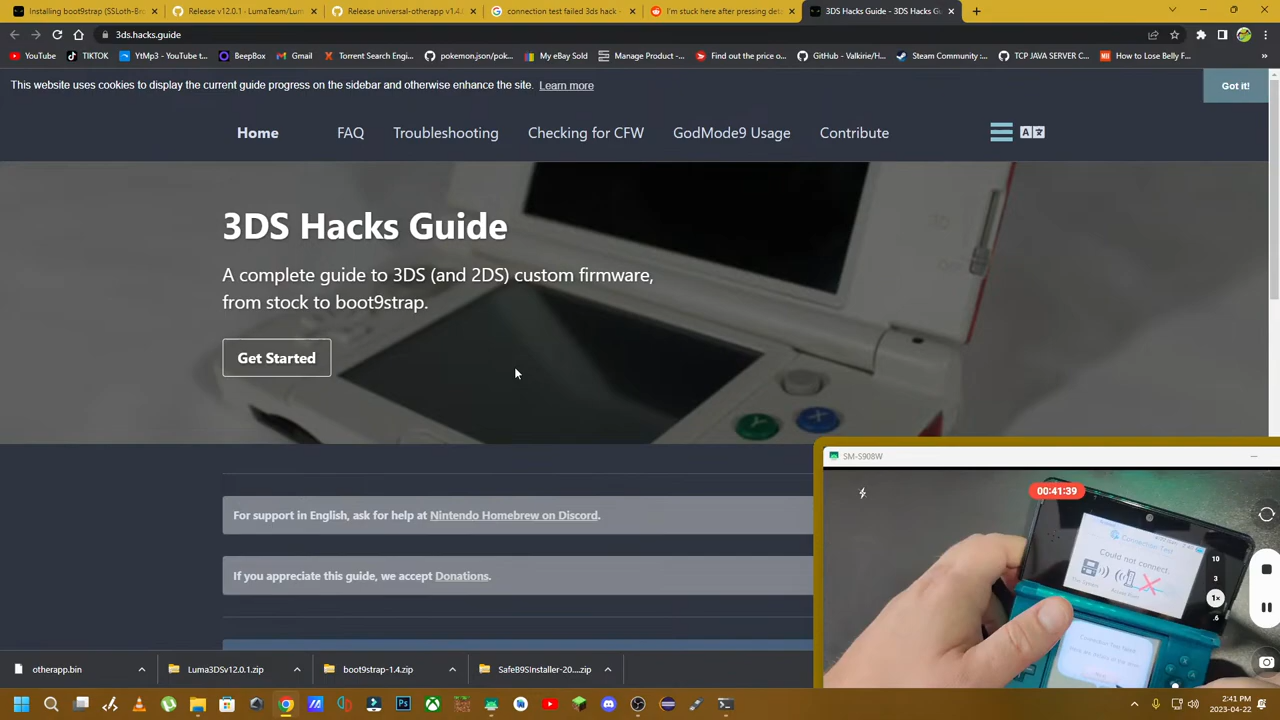 Installing boot9strap (SSLoth-Br
Release v12.0.1 · LumaTeam/Lum
Release universal-otherapp v1.4
connection test failed 3ds hack -
I'm stuck here after pressing det
3DS Hacks Guide - 3DS Hacks G
3ds.hacks.guide
YouTube
TIKTOK
YtMp3 - YouTube t...
BeepBox
Gmail
Torrent Search Engi...
pokemon.json/pok...
My eBay Sold
Manage Product -...
Find out the price o...
GitHub - Valkirie/H...
Steam Community :...
TCP JAVA SERVER C...
How to Lose Belly F...
»
This website uses cookies to display the current guide progress on the sidebar and otherwise enhance the site. Learn more
Got it!
Home
FAQ
Troubleshooting
Checking for CFW
GodMode9 Usage
Contribute
3DS Hacks Guide
A complete guide to 3DS (and 2DS) custom firmware,
from stock to boot9strap.
Get Started
For support in English, ask for help at Nintendo Homebrew on Discord.
If you appreciate this guide, we accept Donations.
SM-S908W
00:41:39
Connection Test
Could not connect.
10
3
1×
.6
otherapp.bin
Luma3DSv12.0.1.zip
boot9strap-1.4.zip
SafeB9SInstaller-20....zip
2:41 PM
2023-04-22